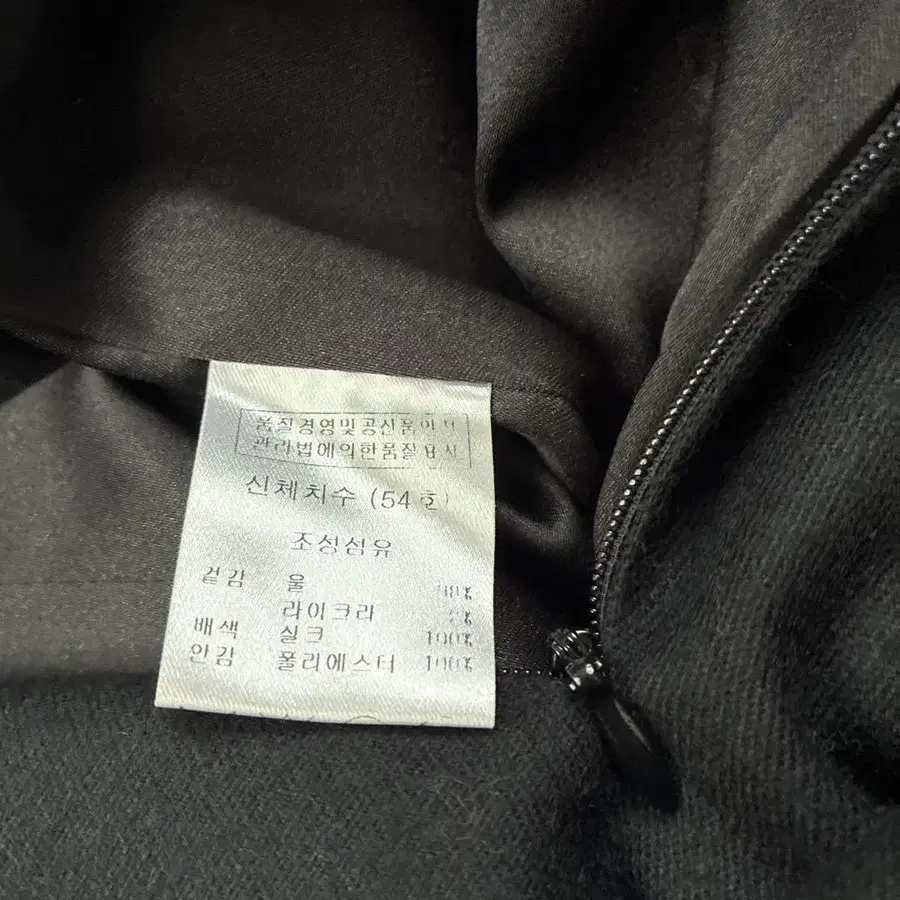 품질경영및공산품안전
관리법에의한품질표시
신체치수 (54호)
조성섬유
겉감 울 98%
라이크라 2%
배색 실크 100%
안감 폴리에스터 100%